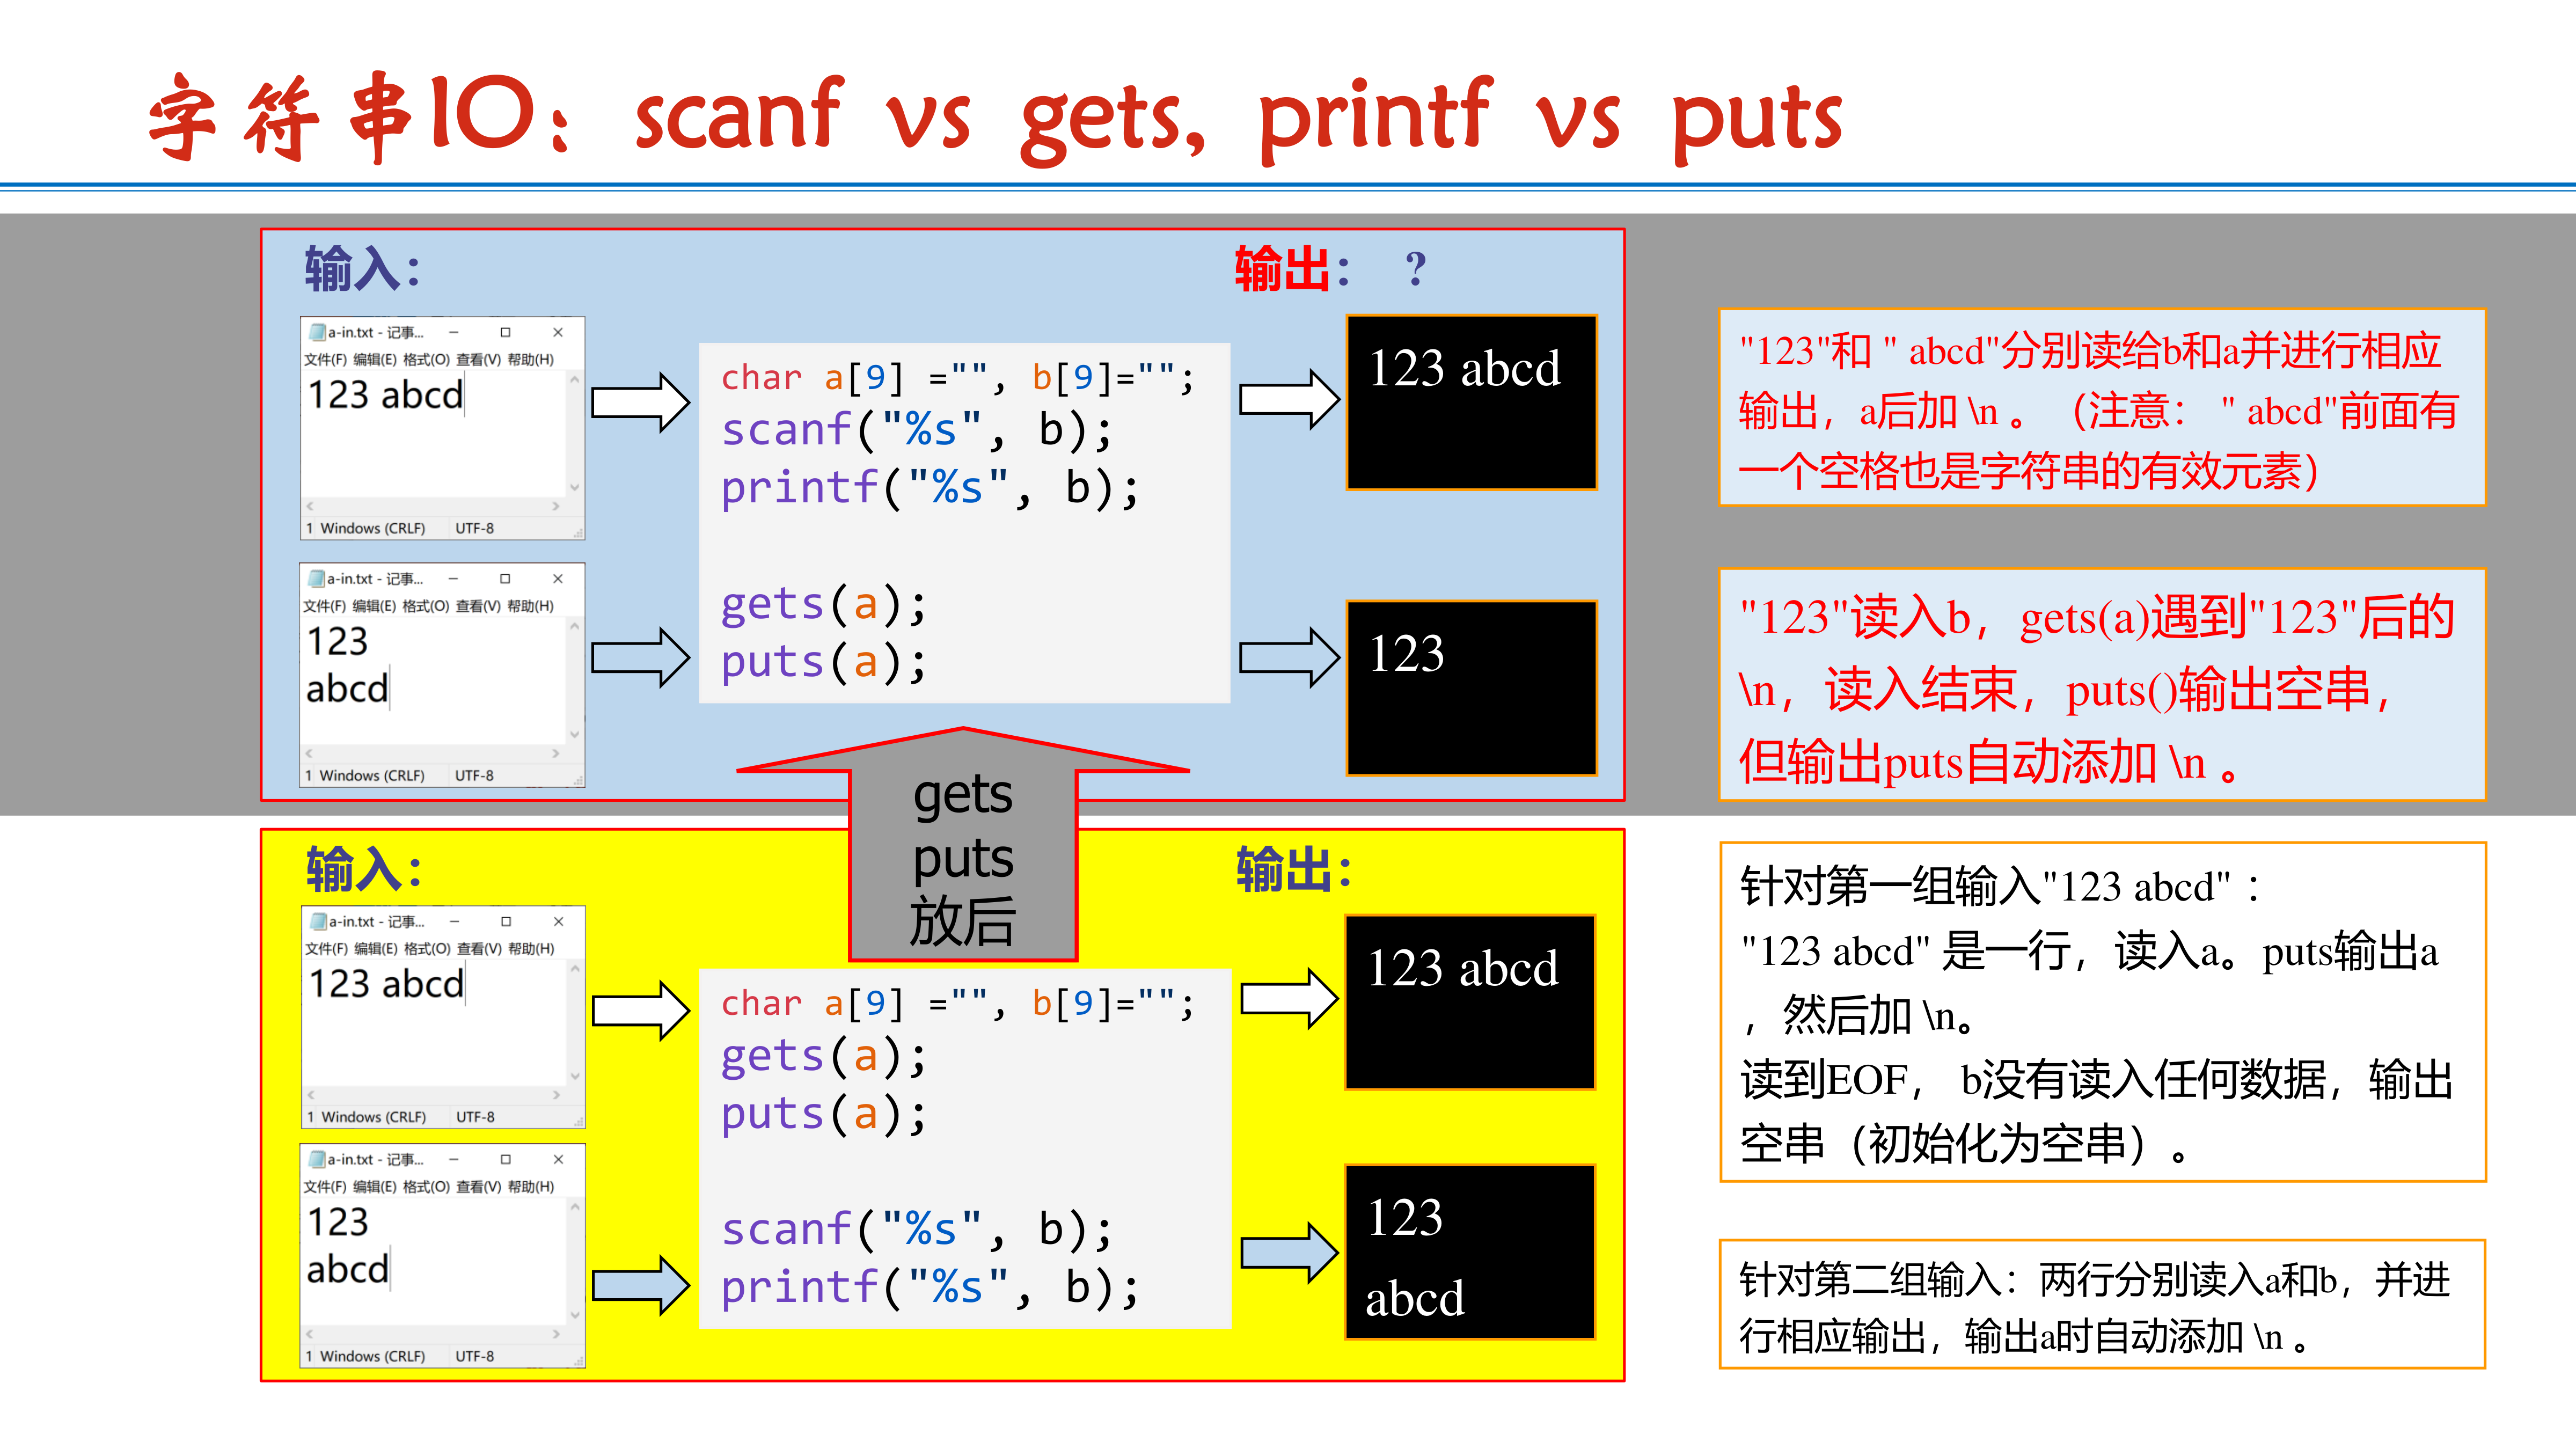 字符串IO：scanf vs gets, printf vs puts
输入：
输出： ?
a-in.txt - 记事...
文件(F) 编辑(E) 格式(O) 查看(V) 帮助(H)
123 abcd
1 Windows (CRLF) UTF-8
a-in.txt - 记事...
文件(F) 编辑(E) 格式(O) 查看(V) 帮助(H)
123
abcd
1 Windows (CRLF) UTF-8
char a[9] ="", b[9]="";
scanf("%s", b);
printf("%s", b);
gets(a);
puts(a);
123 abcd
123
"123"和 " abcd"分别读给b和a并进行相应
输出，a后加 \n 。（注意：" abcd"前面有
一个空格也是字符串的有效元素）
"123"读入b，gets(a)遇到"123"后的
\n，读入结束，puts()输出空串，
但输出puts自动添加 \n 。
gets
puts
放后
输入：
输出：
a-in.txt - 记事...
文件(F) 编辑(E) 格式(O) 查看(V) 帮助(H)
123 abcd
1 Windows (CRLF) UTF-8
a-in.txt - 记事...
文件(F) 编辑(E) 格式(O) 查看(V) 帮助(H)
123
abcd
1 Windows (CRLF) UTF-8
char a[9] ="", b[9]="";
gets(a);
puts(a);
scanf("%s", b);
printf("%s", b);
123 abcd
123
abcd
针对第一组输入"123 abcd"：
"123 abcd" 是一行，读入a。puts输出a
，然后加 \n。
读到EOF， b没有读入任何数据，输出
空串（初始化为空串）。
针对第二组输入：两行分别读入a和b，并进
行相应输出，输出a时自动添加 \n 。